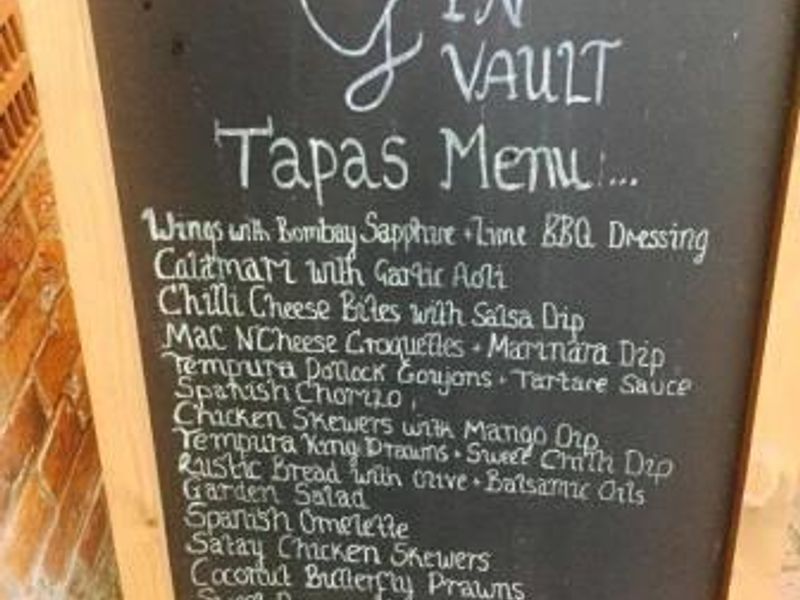 GIN
VAULT
Tapas Menu...
Wings with Bombay Sapphire + Lime BBQ Dressing
Calamari with Garlic Aoli
Chilli Cheese Bites with Salsa Dip
Mac N Cheese Croquettes + Marinara Dip
Tempura Pollock Goujons + Tartare Sauce
Spanish Chorizo
Chicken Skewers with Mango Dip
Tempura King Prawns + Sweet Chilli Dip
Rustic Bread with Olive + Balsamic Oils
Garden Salad
Spanish Omelette
Satay Chicken Skewers
Coconut Butterfly Prawns
Sweet